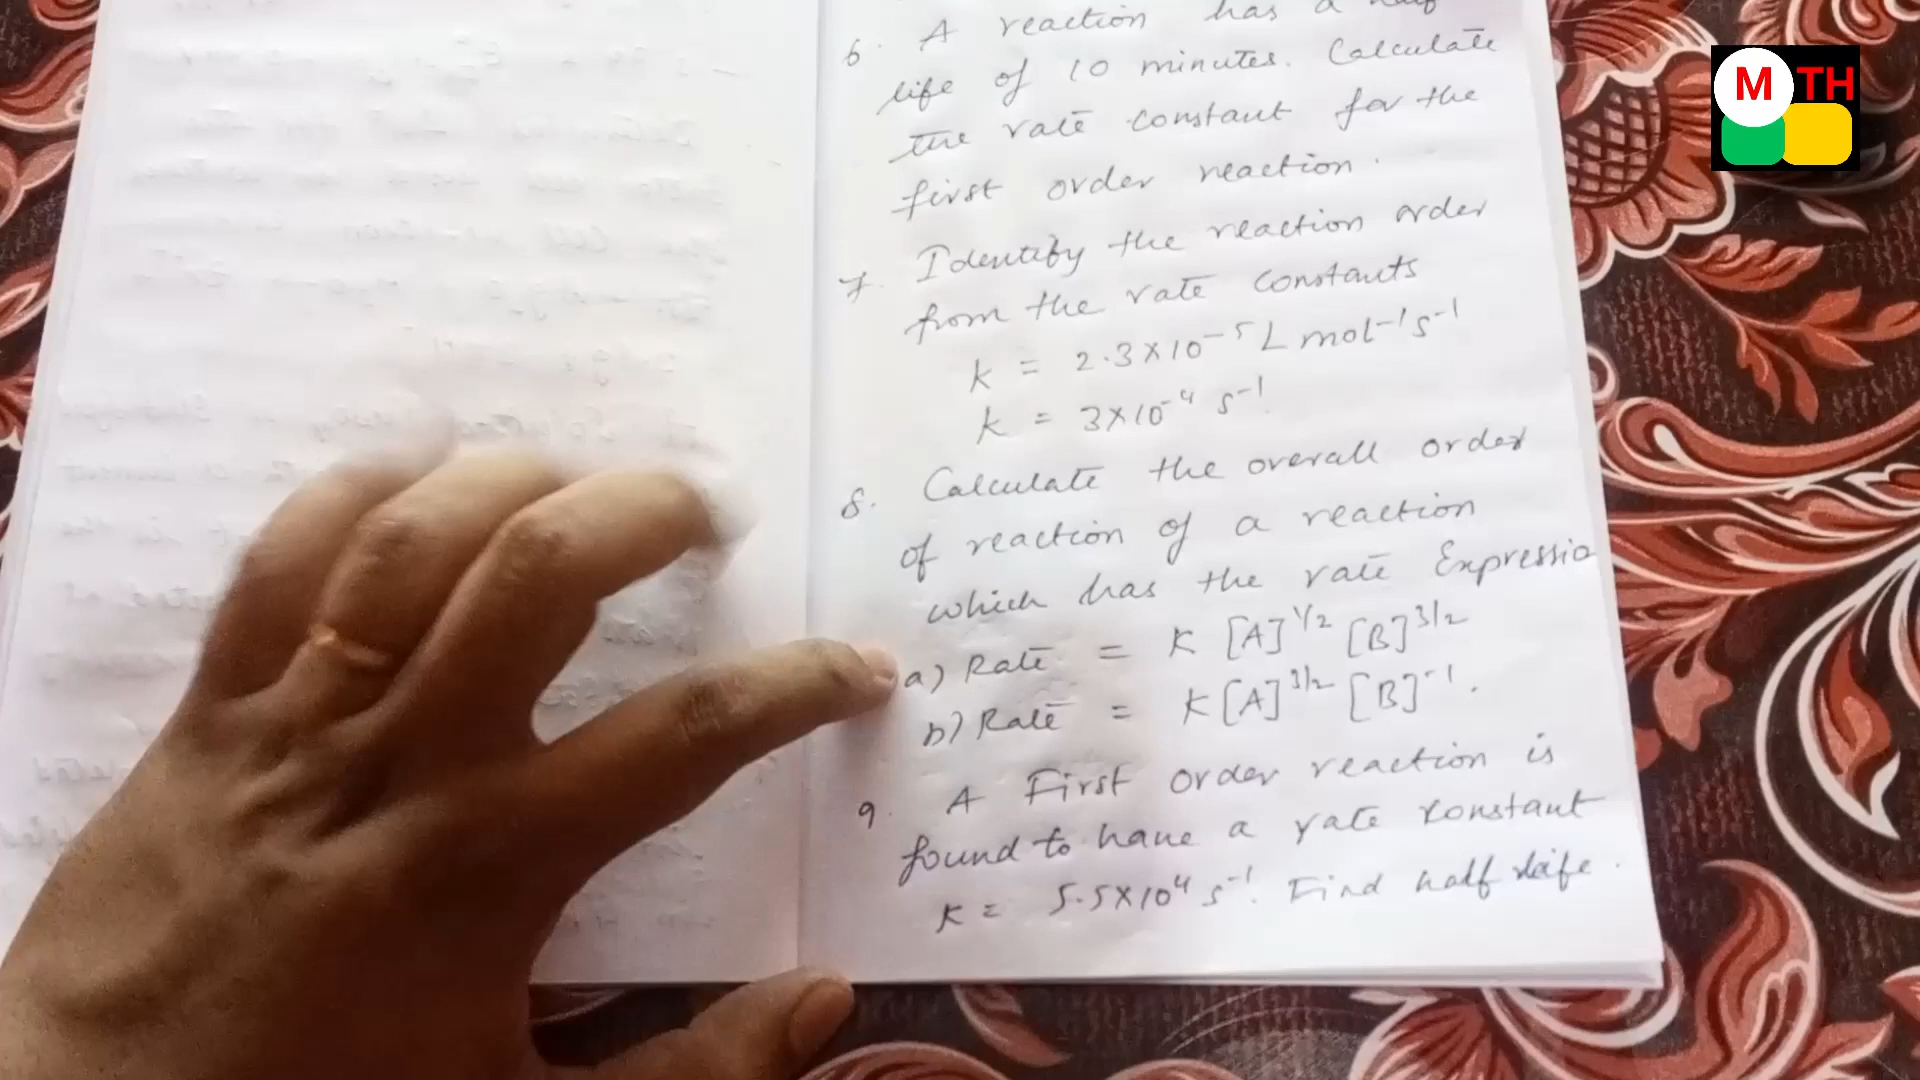 M TH
6. A reaction has a half
life of 10 minutes. Calculate
the rate constant for the
first order reaction.
7. Identify the reaction order
from the rate constants
k = 2.3×10⁻⁵ L mol⁻¹ s⁻¹
k = 3×10⁻⁴ s⁻¹.
8. Calculate the overall order
of reaction of a reaction
which has the rate Expressio
a) Rate = K [A]^1/2 [B]^3/2
b) Rate = K [A]^3/2 [B]⁻¹.
9. A First order reaction is
found to have a rate constant
K = 5.5×10⁴ s⁻¹. Find half life.